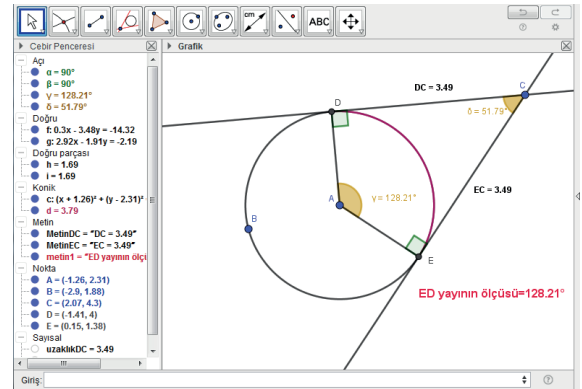 cm
ABC
Cebir Penceresi
Grafik
Açı
α = 90°
β = 90°
γ = 128.21°
δ = 51.79°
Doğru
f: 0.3x - 3.48y = -14.32
g: 2.92x - 1.91y = -2.19
Doğru parçası
h = 1.69
i = 1.69
Konik
c: (x + 1.26)² + (y - 2.31)²
d = 3.79
Metin
MetinDC = "DC = 3.49"
MetinEC = "EC = 3.49"
metin1 = "ED yayının ölçü
Nokta
A = (-1.26, 2.31)
B = (-2.9, 1.88)
C = (2.07, 4.3)
D = (-1.41, 4)
E = (0.15, 1.38)
Sayısal
uzaklıkDC = 3.49
DC = 3.49
C
D
δ = 51.79°
A
γ = 128.21°
EC = 3.49
B
E
ED yayının ölçüsü=128.21°
Giriş: